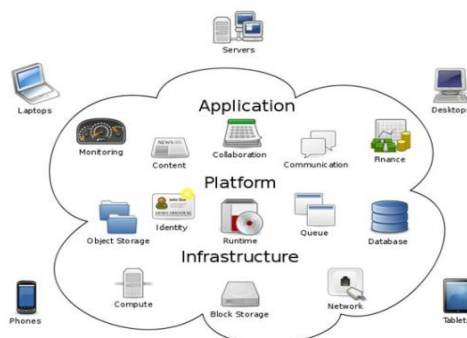 Servers
Laptops
Desktops
Application
Monitoring
NEWS
Content
Collaboration
Communication
Finance
Platform
Object Storage
Identity
Runtime
Queue
Database
Infrastructure
Compute
Block Storage
Network
Phones
Tablets